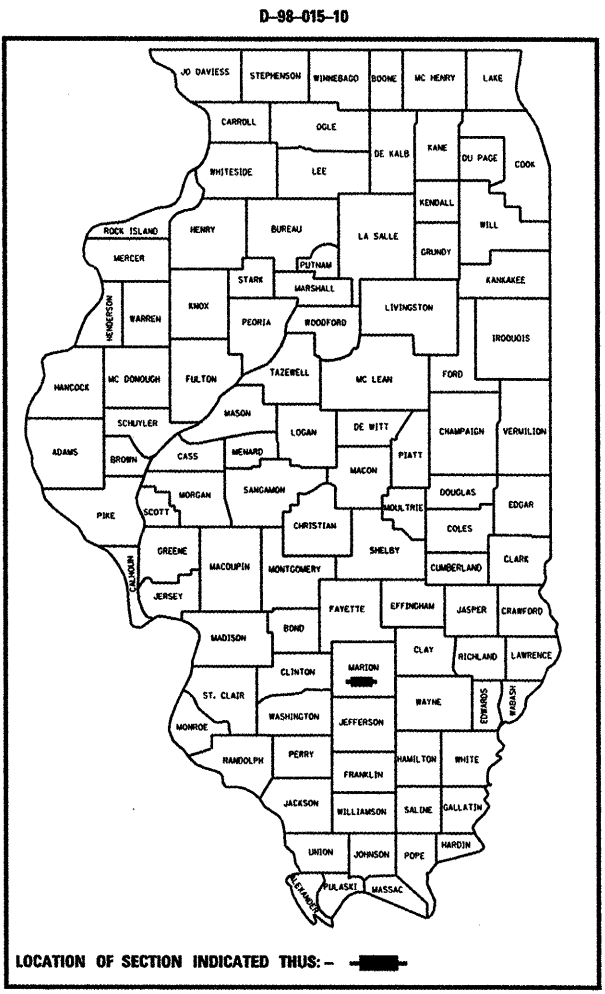 D-98-015-10
JO DAVIESS STEPHENSON WINNEBAGO BOONE MC HENRY LAKE
CARROLL OGLE DE KALB KANE DU PAGE COOK
WHITESIDE LEE KENDALL WILL
ROCK ISLAND HENRY BUREAU LA SALLE GRUNDY
MERCER PUTNAM KANKAKEE
STARK MARSHALL
HENDERSON WARREN KNOX PEORIA WOODFORD LIVINGSTON IROQUOIS
HANCOCK MC DONOUGH FULTON TAZEWELL MC LEAN FORD
SCHUYLER MASON LOGAN DE WITT PIATT CHAMPAIGN VERMILION
ADAMS BROWN CASS MENARD MACON
PIKE SCOTT MORGAN SANGAMON CHRISTIAN MOULTRIE DOUGLAS EDGAR
COLES
CALHOUN GREENE MACOUPIN MONTGOMERY SHELBY CUMBERLAND CLARK
JERSEY FAYETTE EFFINGHAM JASPER CRAWFORD
MADISON BOND
CLAY RICHLAND LAWRENCE
CLINTON MARION
ST. CLAIR WAYNE EDWARDS WABASH
MONROE WASHINGTON JEFFERSON
RANDOLPH PERRY HAMILTON WHITE
FRANKLIN
JACKSON WILLIAMSON SALINE GALLATIN
UNION JOHNSON POPE HARDIN
ALEXANDER PULASKI MASSAC
LOCATION OF SECTION INDICATED THUS: -